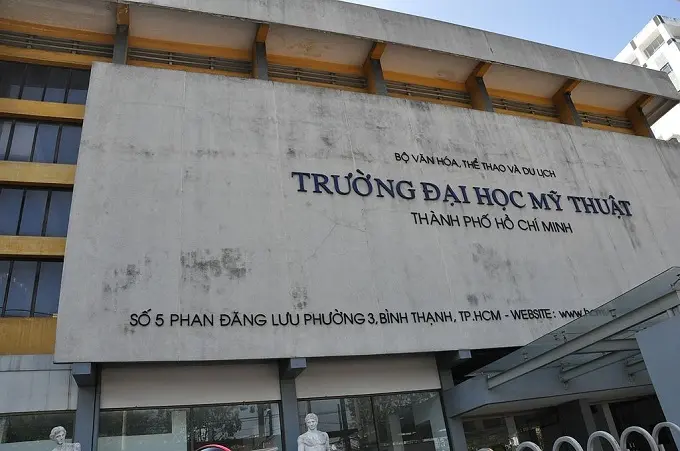 BỘ VĂN HÓA, THỂ THAO VÀ DU LỊCH
TRƯỜNG ĐẠI HỌC MỸ THUẬT
THÀNH PHỐ HỒ CHÍ MINH
SỐ 5 PHAN ĐĂNG LƯU PHƯỜNG 3, BÌNH THẠNH, TP.HCM - WEBSITE :